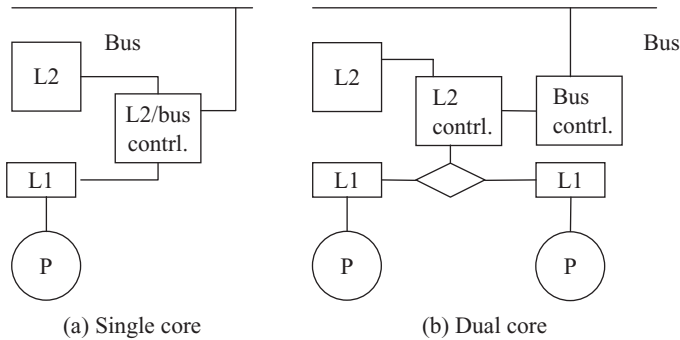 Bus
L2
L2/bus
contrl.
L1
P
(a) Single core
Bus
L2
L2
contrl.
Bus
contrl.
L1
L1
P
P
(b) Dual core